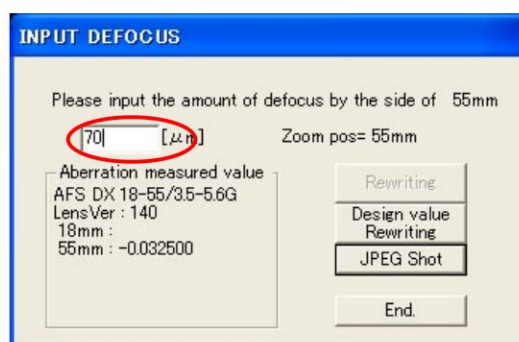 INPUT DEFOCUS
Please input the amount of defocus by the side of 55mm
70 [μm] Zoom pos= 55mm
Aberration measured value
AFS DX 18-55/3.5-5.6G
LensVer : 140
18mm :
55mm : -0.032500
Rewriting
Design value
Rewriting
JPEG Shot
End.